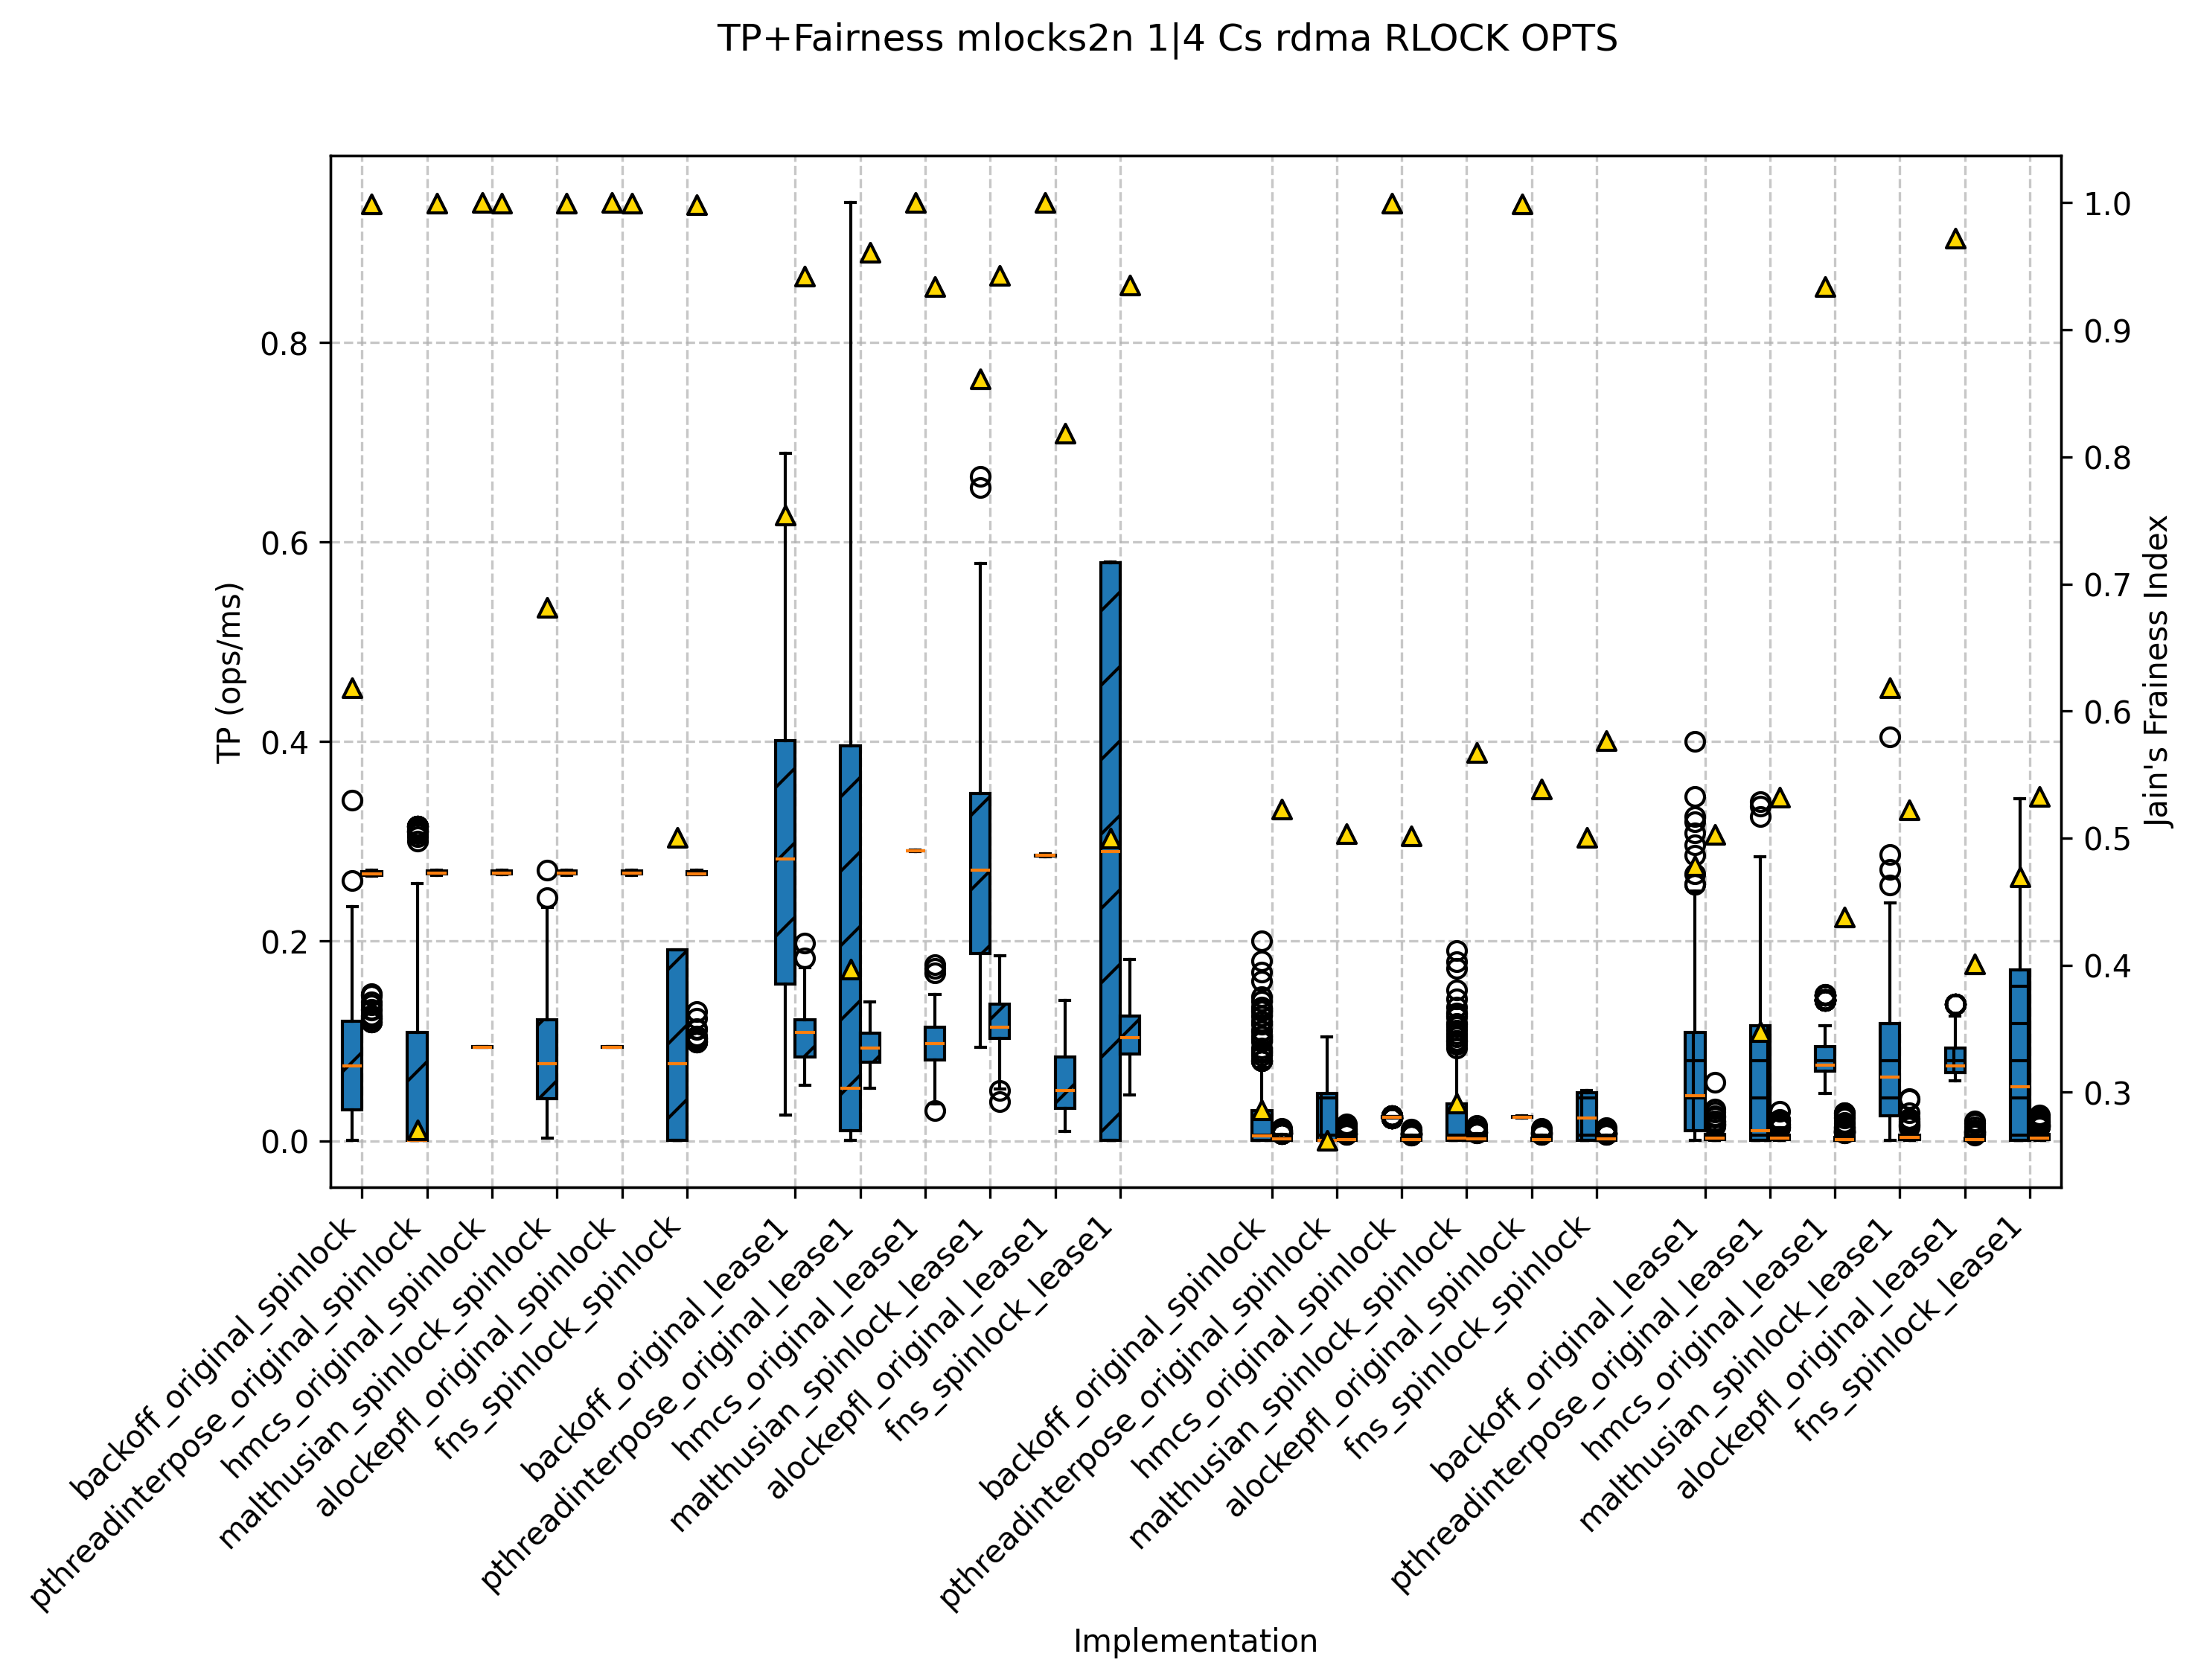 TP+Fairness mlocks2n 1|4 Cs rdma RLOCK OPTS
TP (ops/ms)
0.8
0.6
0.4
0.2
0.0
1.0
0.9
0.8
0.7
0.6
0.5
0.4
0.3
Jain's Frainess Index
backoff_original_spinlock
pthreadinterpose_original_spinlock
hmcs_original_spinlock
malthusian_spinlock_spinlock
alockepfl_original_spinlock
fns_spinlock_spinlock
backoff_original_lease1
pthreadinterpose_original_lease1
hmcs_original_lease1
malthusian_spinlock_lease1
alockepfl_original_lease1
fns_spinlock_lease1
backoff_original_spinlock
pthreadinterpose_original_spinlock
hmcs_original_spinlock
malthusian_spinlock_spinlock
alockepfl_original_spinlock
fns_spinlock_spinlock
backoff_original_lease1
pthreadinterpose_original_lease1
hmcs_original_lease1
malthusian_spinlock_lease1
alockepfl_original_lease1
fns_spinlock_lease1
Implementation